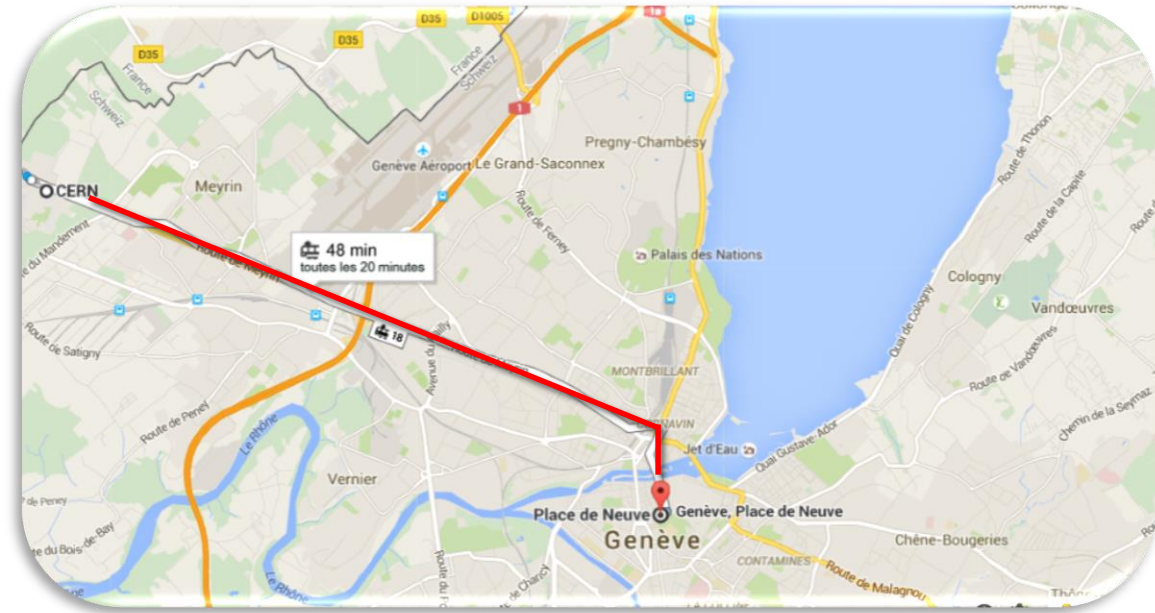 D35
D1005
D35
D35
1
1
France
Schweiz
France
Schweiz
Pregny-Chambésy
Genève Aéroport
Le Grand-Saconnex
Meyrin
CERN
Route de Thonon
Route de la Capite
Route de Ferney
48 min
toutes les 20 minutes
Route de Meyrin
Palais des Nations
Cologny
Vandœuvres
Quai de Cologny
18
Route de Satigny
MONTBRILLANT
Route de Vandœuvres
Route de Peney
Le Rhône
Chemin de la Seymaz
Jet d'Eau
Quai Gustave-Ador
Vernier
Place de Neuve
Genève, Place de Neuve
Genève
Chêne-Bougeries
CONTAMINES
Route de Malagnou
Le Rhône